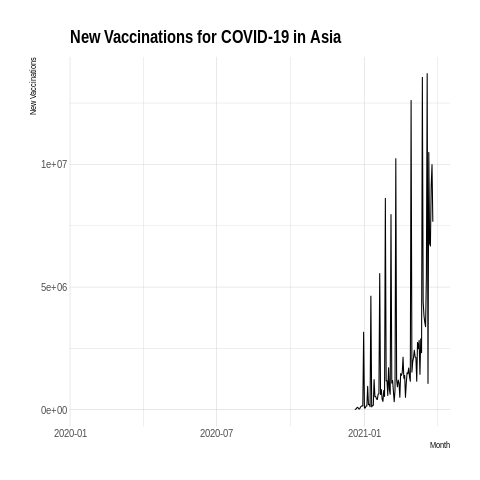 New Vaccinations for COVID-19 in Asia
New Vaccinations
1e+07
5e+06
0e+00
2020-01
2020-07
2021-01
Month